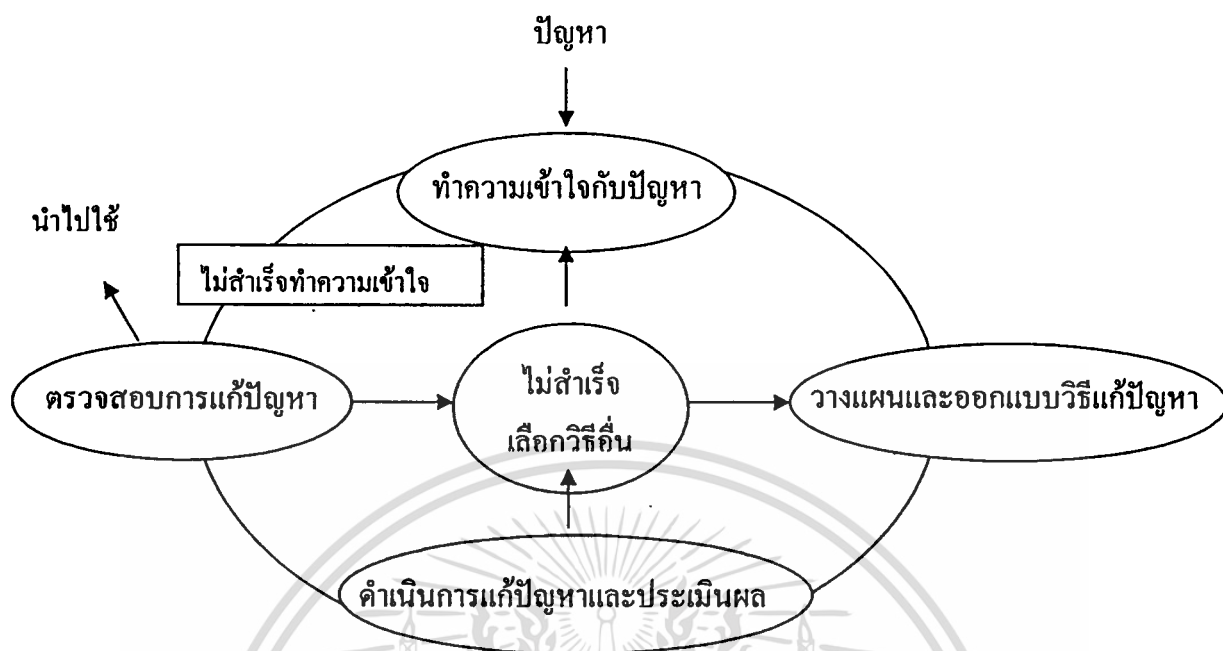 ปัญหา
ทำความเข้าใจกับปัญหา
นำไปใช้
ไม่สำเร็จทำความเข้าใจ
ตรวจสอบการแก้ปัญหา
ไม่สำเร็จ
เลือกวิธีอื่น
วางแผนและออกแบบวิธีแก้ปัญหา
ดำเนินการแก้ปัญหาและประเมินผล